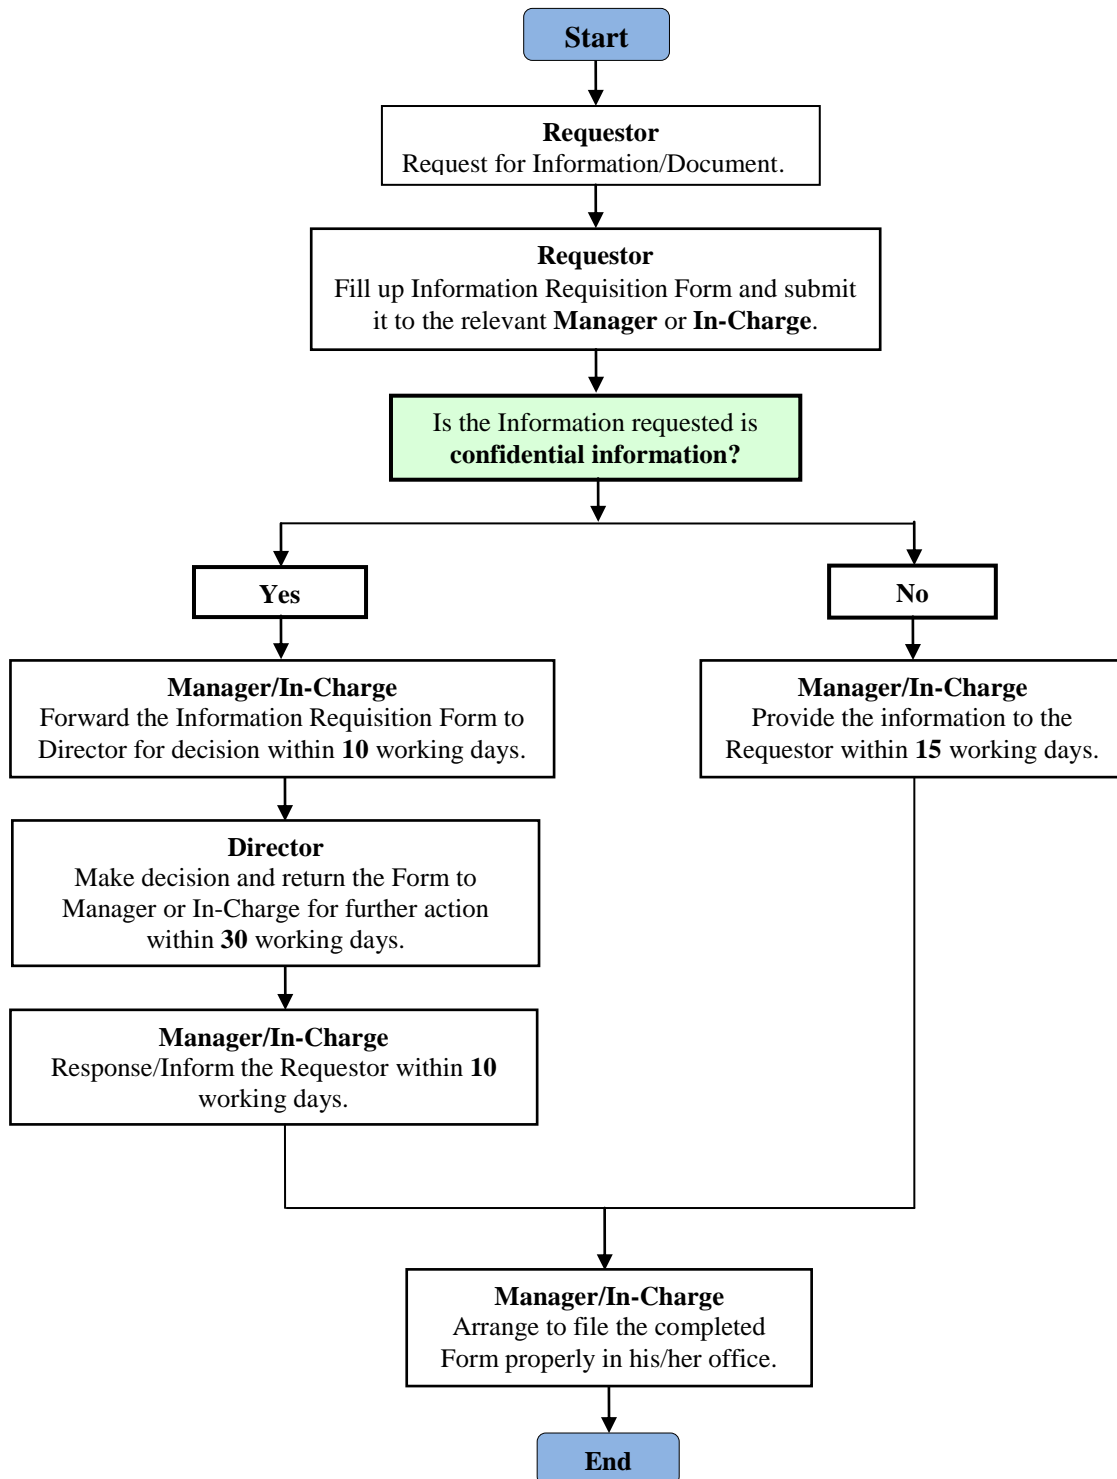 Start
Requestor
Request for Information/Document.
Requestor
Fill up Information Requisition Form and submit
it to the relevant Manager or In-Charge.
Is the Information requested is
confidential information?
Yes
No
Manager/In-Charge
Forward the Information Requisition Form to
Director for decision within 10 working days.
Manager/In-Charge
Provide the information to the
Requestor within 15 working days.
Director
Make decision and return the Form to
Manager or In-Charge for further action
within 30 working days.
Manager/In-Charge
Response/Inform the Requestor within 10
working days.
Manager/In-Charge
Arrange to file the completed
Form properly in his/her office.
End